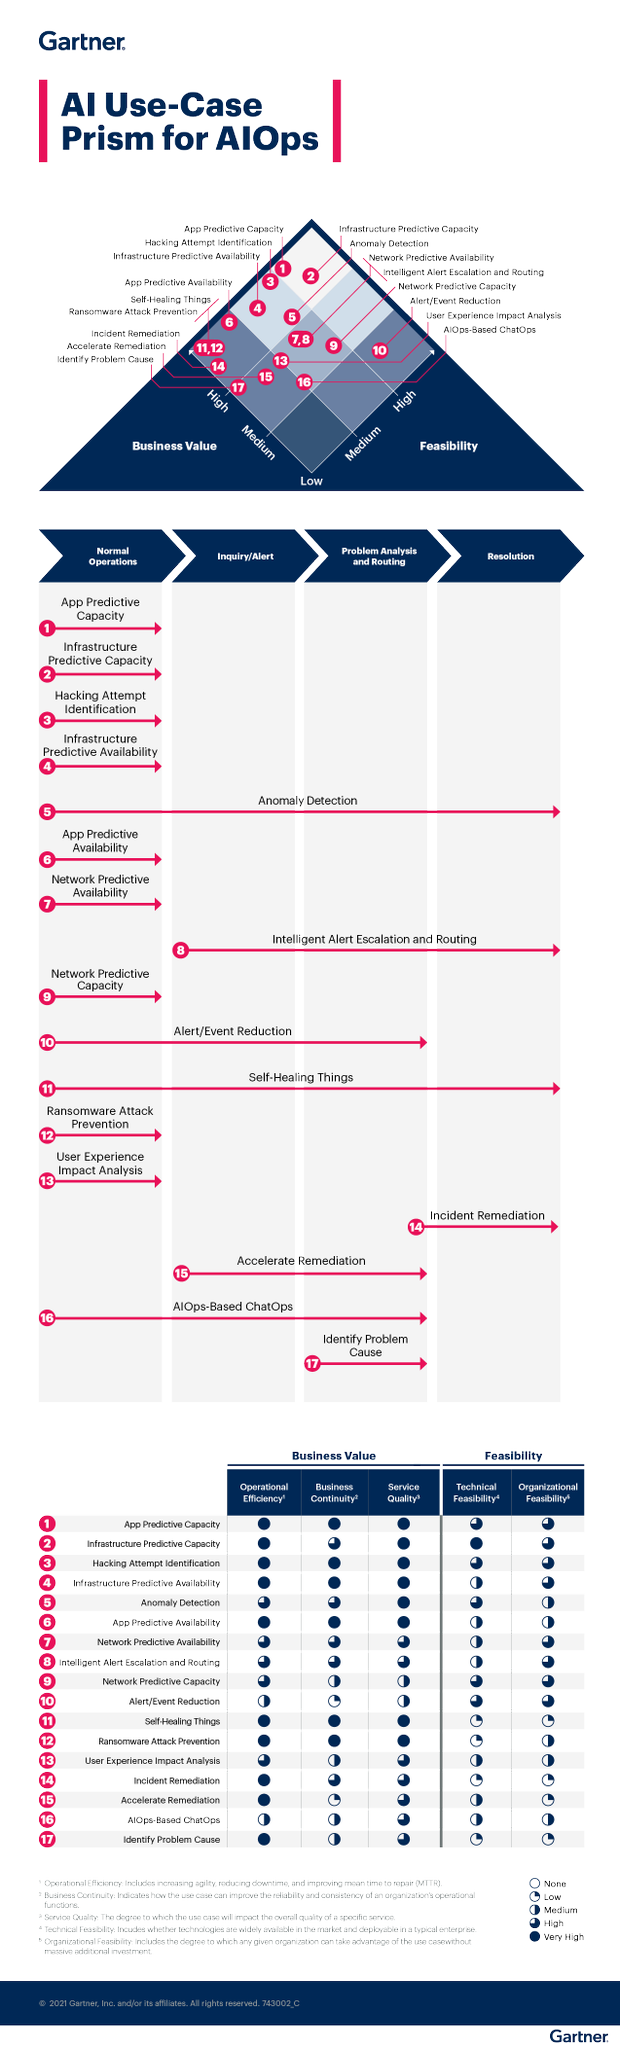 Gartner
AI Use-Case
Prism for AIOps
App Predictive Capacity
Hacking Attempt Identification
Infrastructure Predictive Availability
App Predictive Availability
Self-Healing Things
Ransomware Attack Prevention
Incident Remediation
Accelerate Remediation
Identify Problem Cause
Infrastructure Predictive Capacity
Anomaly Detection
Network Predictive Availability
Intelligent Alert Escalation and Routing
Network Predictive Capacity
Alert/Event Reduction
User Experience Impact Analysis
AIOps-Based ChatOps
1
2
3
4
5
6
7,8
9
10
11,12
13
14
15
16
17
High
Medium
High
Medium
Low
Business Value
Feasibility
Normal
Operations
Inquiry/Alert
Problem Analysis
and Routing
Resolution
App Predictive
Capacity
1
Infrastructure
Predictive Capacity
2
Hacking Attempt
Identification
3
Infrastructure
Predictive Availability
4
Anomaly Detection
5
App Predictive
Availability
6
Network Predictive
Availability
7
Intelligent Alert Escalation and Routing
8
Network Predictive
Capacity
9
Alert/Event Reduction
10
Self-Healing Things
11
Ransomware Attack
Prevention
12
User Experience
Impact Analysis
13
Incident Remediation
14
Accelerate Remediation
15
AIOps-Based ChatOps
16
Identify Problem
Cause
17
Business Value
Feasibility
Operational
Efficiency¹
Business
Continuity²
Service
Quality³
Technical
Feasibility⁴
Organizational
Feasibility⁵
1 App Predictive Capacity
2 Infrastructure Predictive Capacity
3 Hacking Attempt Identification
4 Infrastructure Predictive Availability
5 Anomaly Detection
6 App Predictive Availability
7 Network Predictive Availability
8 Intelligent Alert Escalation and Routing
9 Network Predictive Capacity
10 Alert/Event Reduction
11 Self-Healing Things
12 Ransomware Attack Prevention
13 User Experience Impact Analysis
14 Incident Remediation
15 Accelerate Remediation
16 AIOps-Based ChatOps
17 Identify Problem Cause
¹ Operational Efficiency: Includes increasing agility, reducing downtime, and improving mean time to repair (MTTR).
² Business Continuity: Indicates how the use case can improve the reliability and consistency of an organization's operational
functions.
³ Service Quality: The degree to which the use case will impact the overall quality of a specific service.
⁴ Technical Feasibility: Incudes whether technologies are widely available in the market and deployable in a typical enterprise.
⁵ Organizational Feasibility: Includes the degree to which any given organization can take advantage of the use casewithout
massive additional investment.
None
Low
Medium
High
Very High
© 2021 Gartner, Inc. and/or its affiliates. All rights reserved. 743002_C
Gartner